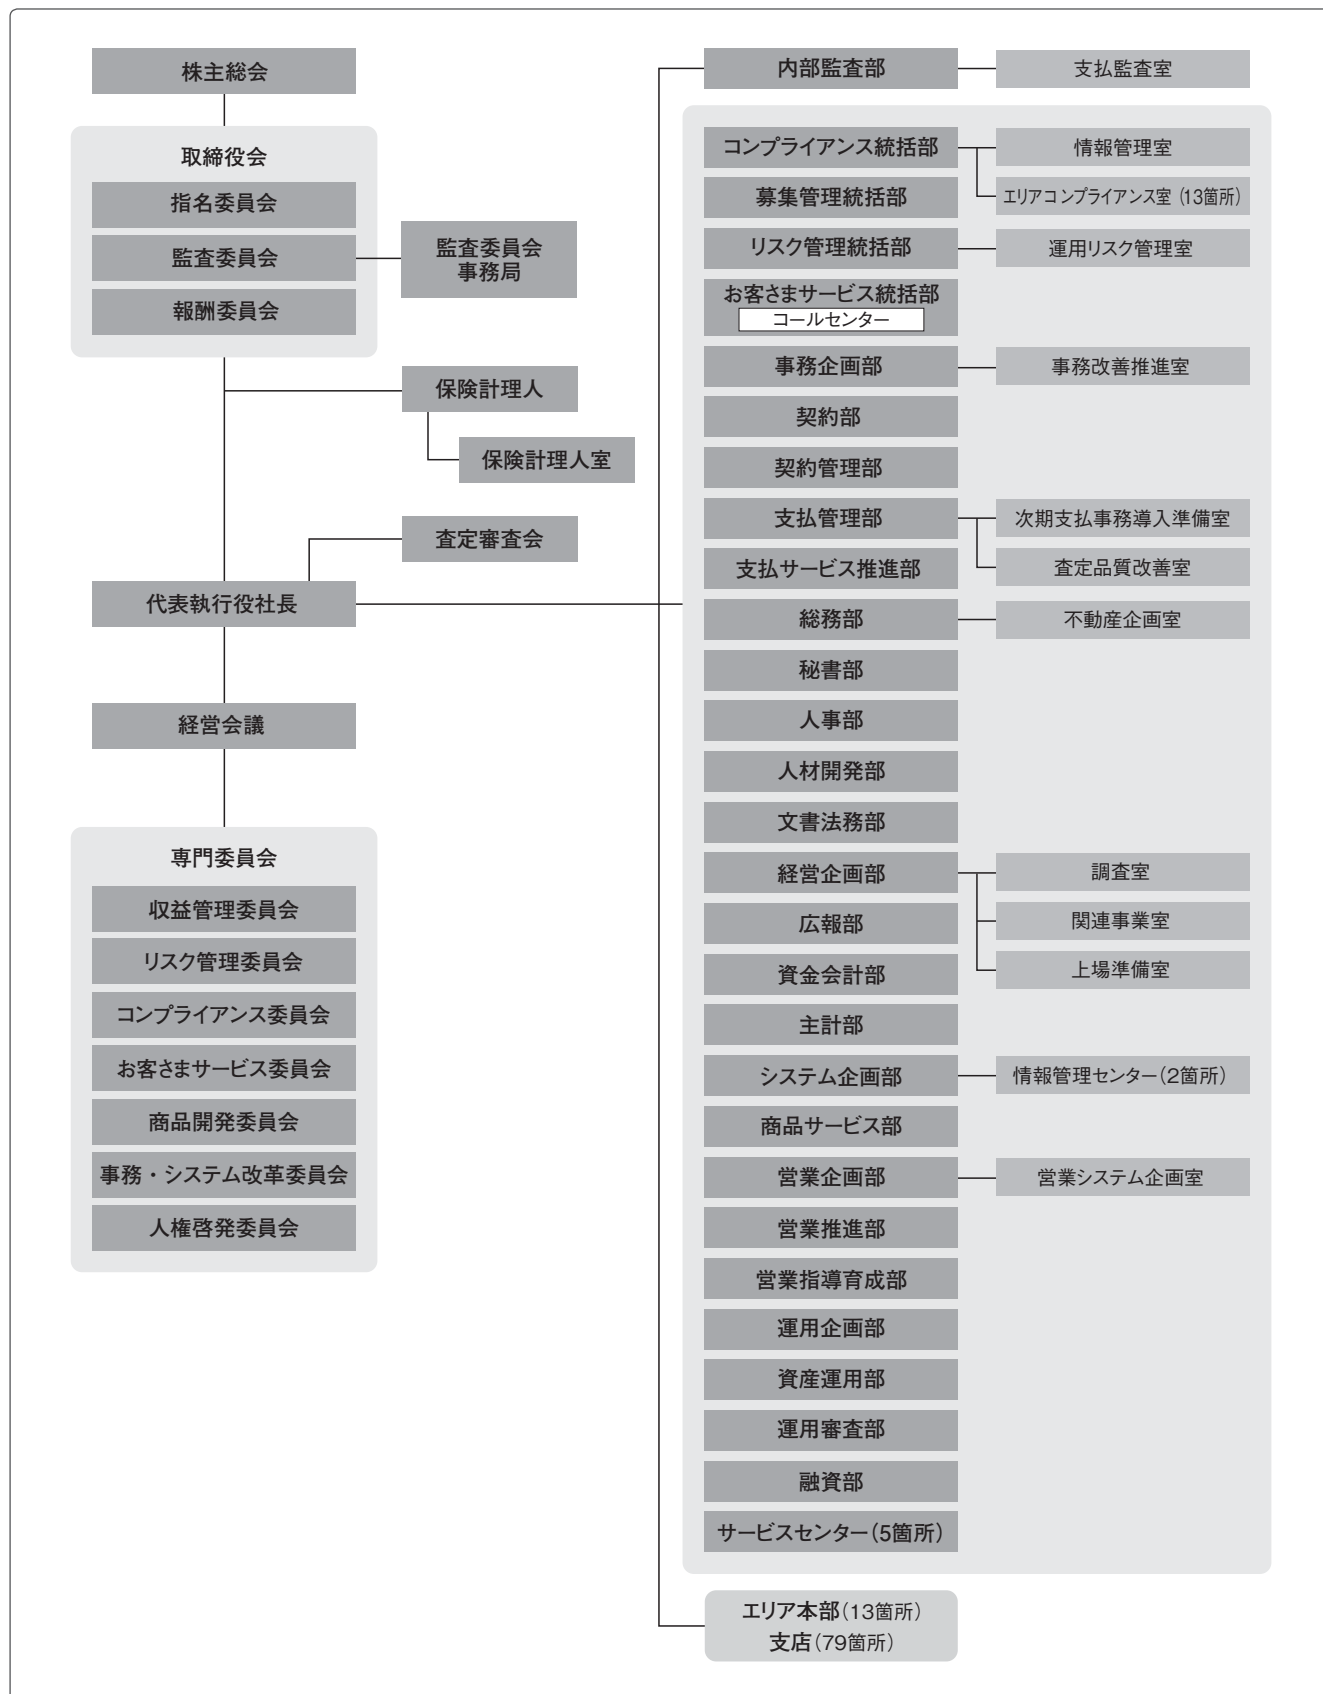 株主総会
取締役会
指名委員会
監査委員会
報酬委員会
監査委員会
事務局
保険計理人
保険計理人室
査定審査会
代表執行役社長
経営会議
専門委員会
収益管理委員会
リスク管理委員会
コンプライアンス委員会
お客さまサービス委員会
商品開発委員会
事務・システム改革委員会
人権啓発委員会
内部監査部
支払監査室
コンプライアンス統括部
情報管理室
エリアコンプライアンス室（13箇所）
募集管理統括部
リスク管理統括部
運用リスク管理室
お客さまサービス統括部
コールセンター
事務企画部
事務改善推進室
契約部
契約管理部
支払管理部
次期支払事務導入準備室
査定品質改善室
支払サービス推進部
総務部
不動産企画室
秘書部
人事部
人材開発部
文書法務部
経営企画部
調査室
関連事業室
上場準備室
広報部
資金会計部
主計部
システム企画部
情報管理センター（2箇所）
商品サービス部
営業企画部
営業システム企画室
営業推進部
営業指導育成部
運用企画部
資産運用部
運用審査部
融資部
サービスセンター（5箇所）
エリア本部（13箇所）
支店（79箇所）